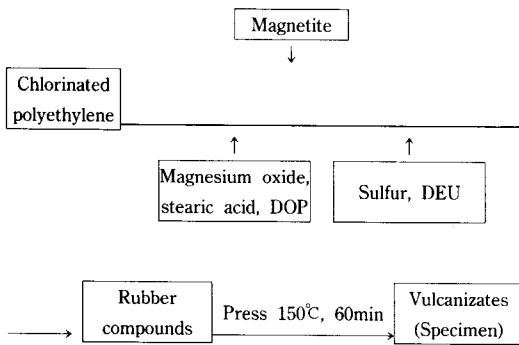 Magnetite
Chlorinated
polyethylene
Magnesium oxide,
stearic acid, DOP
Sulfur, DEU
Rubber
compounds
Press 150℃, 60min
Vulcanizates
(Specimen)